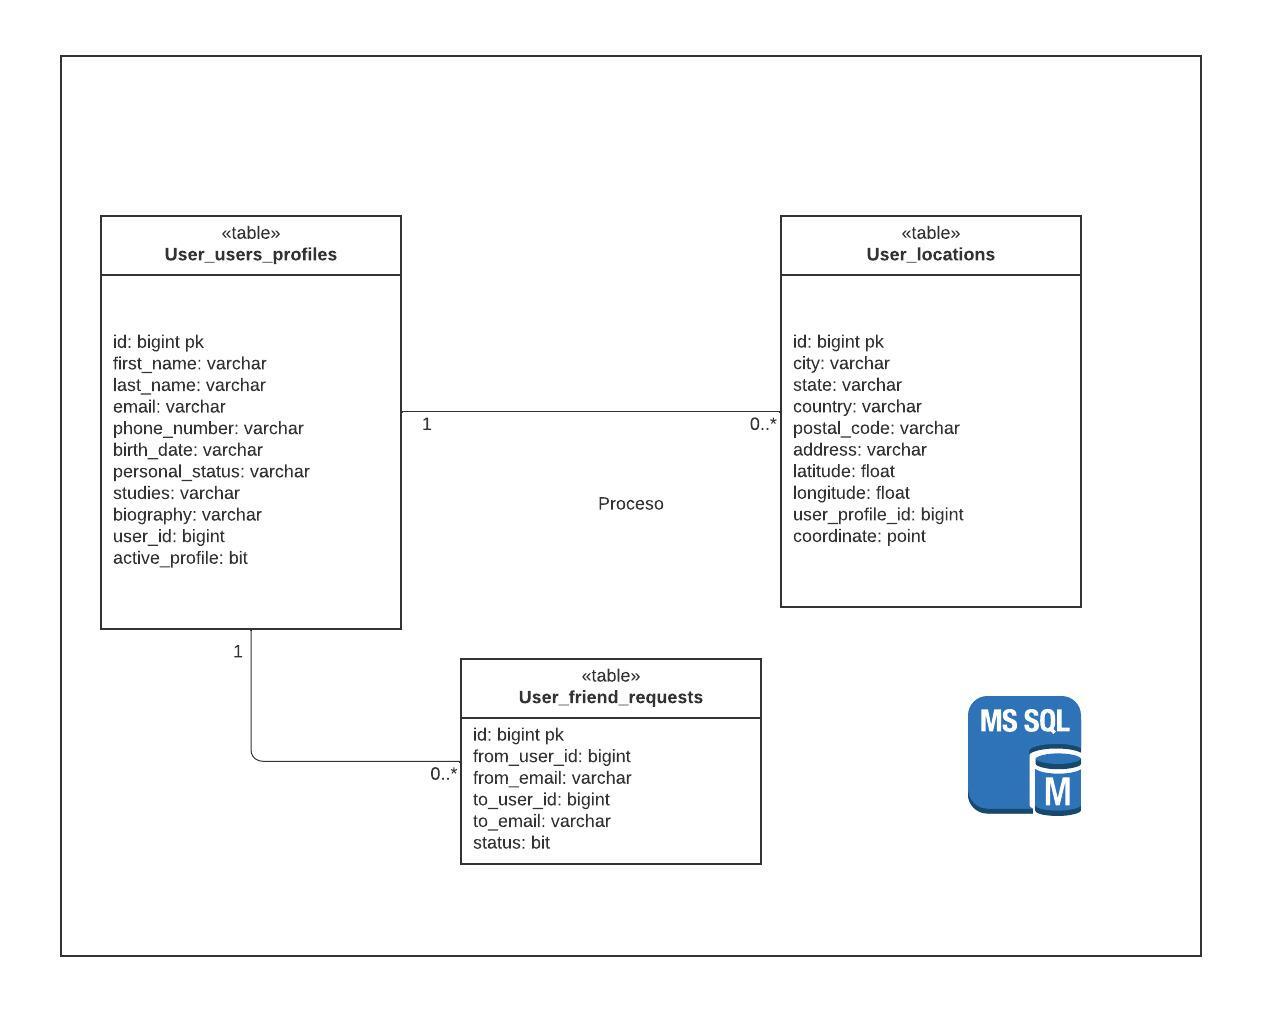 «table»
User_users_profiles
id: bigint pk
first_name: varchar
last_name: varchar
email: varchar
phone_number: varchar
birth_date: varchar
personal_status: varchar
studies: varchar
biography: varchar
user_id: bigint
active_profile: bit
1
0..*
Proceso
«table»
User_locations
id: bigint pk
city: varchar
state: varchar
country: varchar
postal_code: varchar
address: varchar
latitude: float
longitude: float
user_profile_id: bigint
coordinate: point
1
0..*
«table»
User_friend_requests
id: bigint pk
from_user_id: bigint
from_email: varchar
to_user_id: bigint
to_email: varchar
status: bit
MS SQL
M